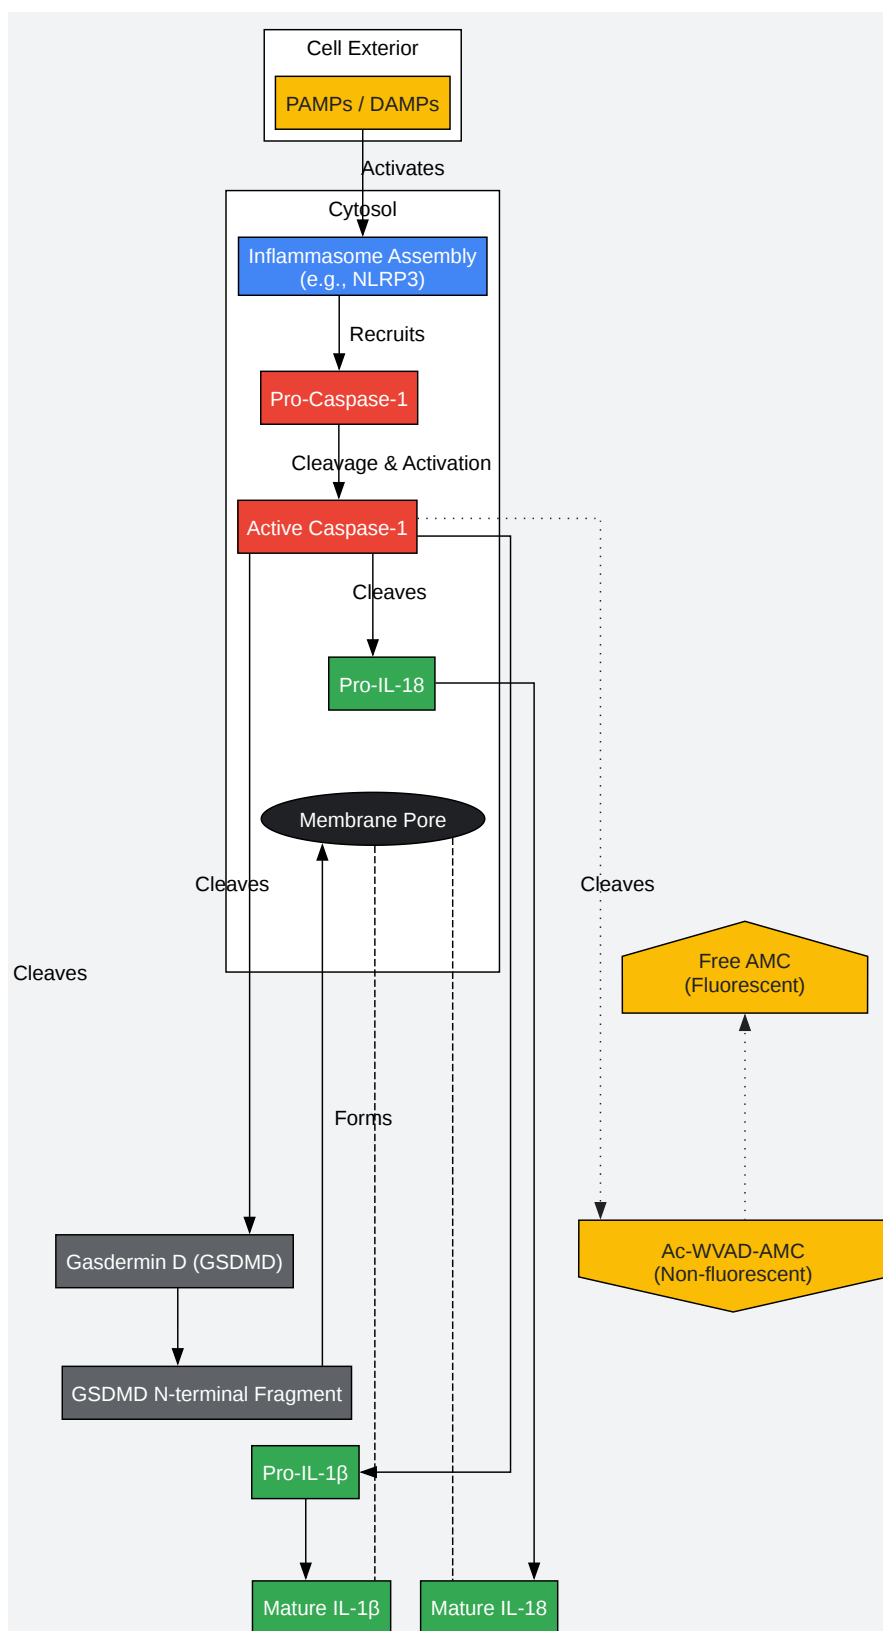 Cell Exterior
PAMPs / DAMPs
Activates
Cytosol
Inflammasome Assembly
(e.g., NLRP3)
Recruits
Pro-Caspase-1
Cleavage & Activation
Active Caspase-1
Cleaves
Pro-IL-18
Membrane Pore
Cleaves
Cleaves
Free AMC
(Fluorescent)
Cleaves
Forms
Gasdermin D (GSDMD)
Ac-WVAD-AMC
(Non-fluorescent)
GSDMD N-terminal Fragment
Pro-IL-1β
Mature IL-1β
Mature IL-18